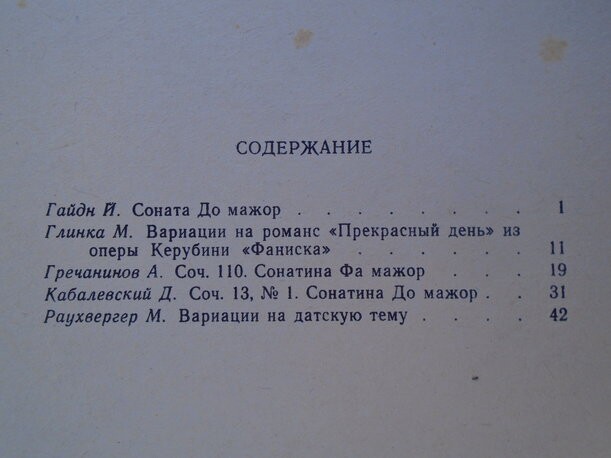 СОДЕРЖАНИЕ
Гайдн Й. Соната До мажор . . . . . . . . 1
Глинка М. Вариации на романс «Прекрасный день» из
оперы Керубини «Фаниска» . . . . . . 11
Гречанинов А. Соч. 110. Сонатина Фа мажор . . . 19
Кабалевский Д. Соч. 13, № 1. Сонатина До мажор . . 31
Раухвергер М. Вариации на датскую тему . . . . 42